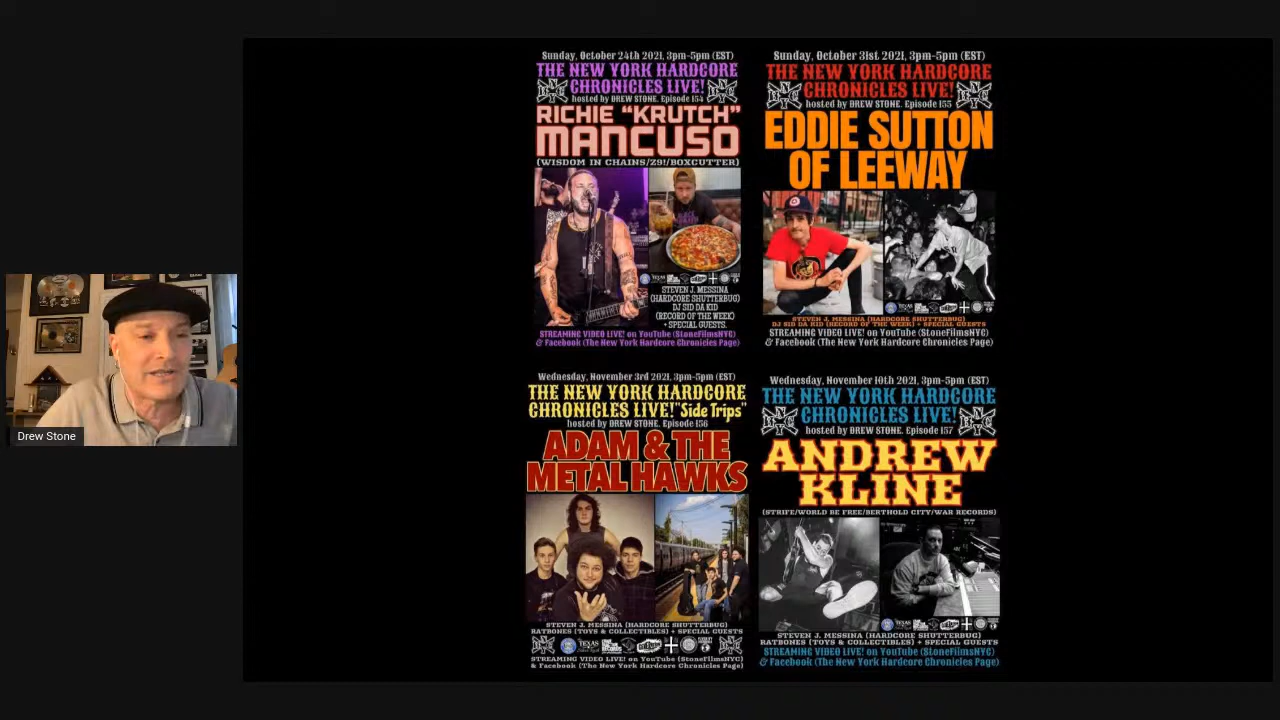 Drew Stone
Sunday, October 24th 2021, 3pm-5pm (EST)
THE NEW YORK HARDCORE
CHRONICLES LIVE!
hosted by DREW STONE. Episode 154
RICHIE "KRUTCH"
MANCUSO
(WISDOM IN CHAINS/Z9!/BOXCUTTER)
STEVEN J. MESSINA
(HARDCORE SHUTTERBUG)
DJ SID DA KID
(RECORD OF THE WEEK)
+ SPECIAL GUESTS.
STREAMING VIDEO LIVE! on YouTube (StoneFilmsNYC)
& Facebook (The New York Hardcore Chronicles Page)
Sunday, October 31st 2021, 3pm-5pm (EST)
THE NEW YORK HARDCORE
CHRONICLES LIVE!
hosted by DREW STONE. Episode 155
EDDIE SUTTON
OF LEEWAY
STEVEN J. MESSINA (HARDCORE SHUTTERBUG)
DJ SID DA KID (RECORD OF THE WEEK) + SPECIAL GUESTS
STREAMING VIDEO LIVE! on YouTube (StoneFilmsNYC)
& Facebook (The New York Hardcore Chronicles Page)
Wednesday, November 3rd 2021, 3pm-5pm (EST)
THE NEW YORK HARDCORE
CHRONICLES LIVE! "Side Trips"
hosted by DREW STONE. Episode 156
ADAM & THE
METAL HAWKS
STEVEN J. MESSINA (HARDCORE SHUTTERBUG)
RATBONES (TOYS & COLLECTIBLES) + SPECIAL GUESTS
STREAMING VIDEO LIVE! on YouTube (StoneFilmsNYC)
& Facebook (The New York Hardcore Chronicles Page)
Wednesday, November 10th 2021, 3pm-5pm (EST)
THE NEW YORK HARDCORE
CHRONICLES LIVE!
hosted by DREW STONE. Episode 157
ANDREW
KLINE
(STRIFE/WORLD BE FREE/BERTHOLD CITY/WAR RECORDS)
STEVEN J. MESSINA (HARDCORE SHUTTERBUG)
RATBONES (TOYS & COLLECTIBLES) + SPECIAL GUESTS
STREAMING VIDEO LIVE! on YouTube (StoneFilmsNYC)
& Facebook (The New York Hardcore Chronicles Page)